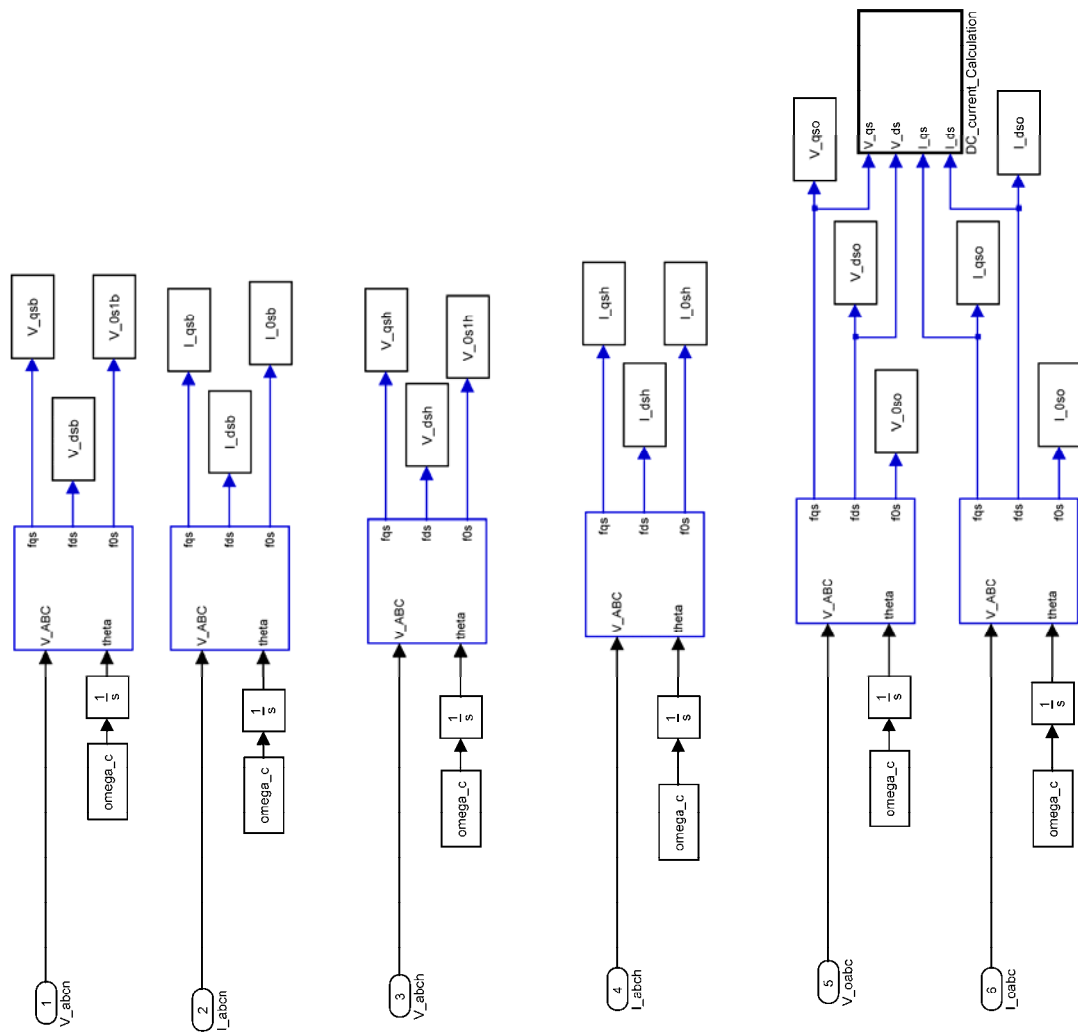 1
V_abcn
omega_c
1
s
V_ABC
theta
fqs
fds
f0s
V_qsb
V_dsb
V_0s1b
2
I_abcn
omega_c
1
s
V_ABC
theta
fqs
fds
f0s
I_qsb
I_dsb
I_0sb
3
V_abch
omega_c
1
s
V_ABC
theta
fqs
fds
f0s
V_qsh
V_dsh
V_0s1h
4
I_abch
omega_c
1
s
V_ABC
theta
fqs
fds
f0s
I_qsh
I_dsh
I_0sh
5
V_oabc
omega_c
1
s
V_ABC
theta
fqs
fds
f0s
V_qso
V_dso
V_0so
6
I_oabc
omega_c
1
s
V_ABC
theta
fqs
fds
f0s
I_qso
I_dso
I_0so
V_qs
V_ds
I_qs
I_ds
DC_current_Calculation